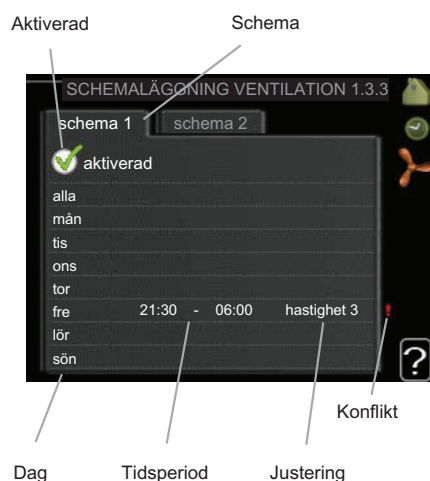 Aktiverad Schema
SCHEMALÄGGNING VENTILATION 1.3.3
schema 1 schema 2
aktiverad
alla
mån
tis
ons
tor
fre 21:30 - 06:00 hastighet 3 !
lör
sön
?
Konflikt
Dag Tidsperiod Justering